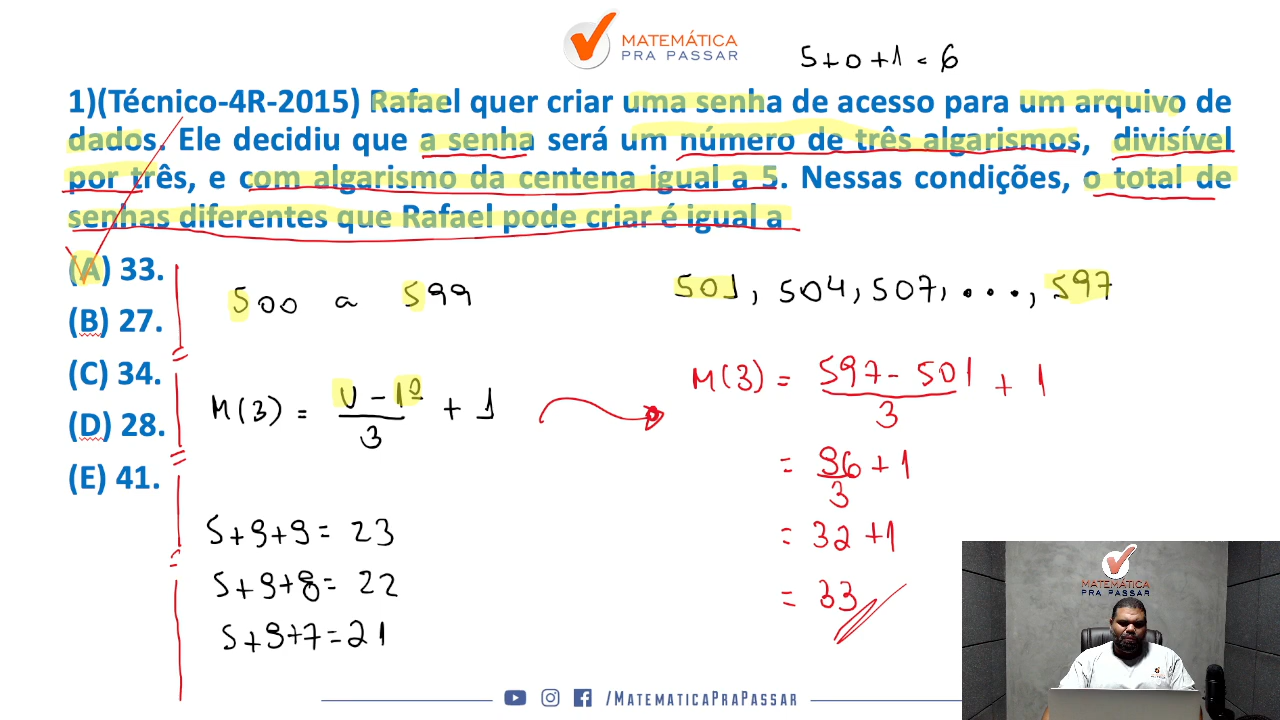 MATEMÁTICA
PRA PASSAR
5+0+1=6
1)(Técnico-4R-2015) Rafael quer criar uma senha de acesso para um arquivo de
dados. Ele decidiu que a senha será um número de três algarismos, divisível
por três, e com algarismo da centena igual a 5. Nessas condições, o total de
senhas diferentes que Rafael pode criar é igual a
(A) 33.
(B) 27.
(C) 34.
(D) 28.
(E) 41.
500 a 599
501, 504, 507, ..., 597
M(3) = U - 1º / 3 + 1
M(3) = 597 - 501 / 3 + 1
= 96 / 3 + 1
= 32 + 1
= 33
5+9+9= 23
5+9+8= 22
5+9+7=21
MATEMÁTICA
PRA PASSAR
/MATEMATICAPRAPASSAR